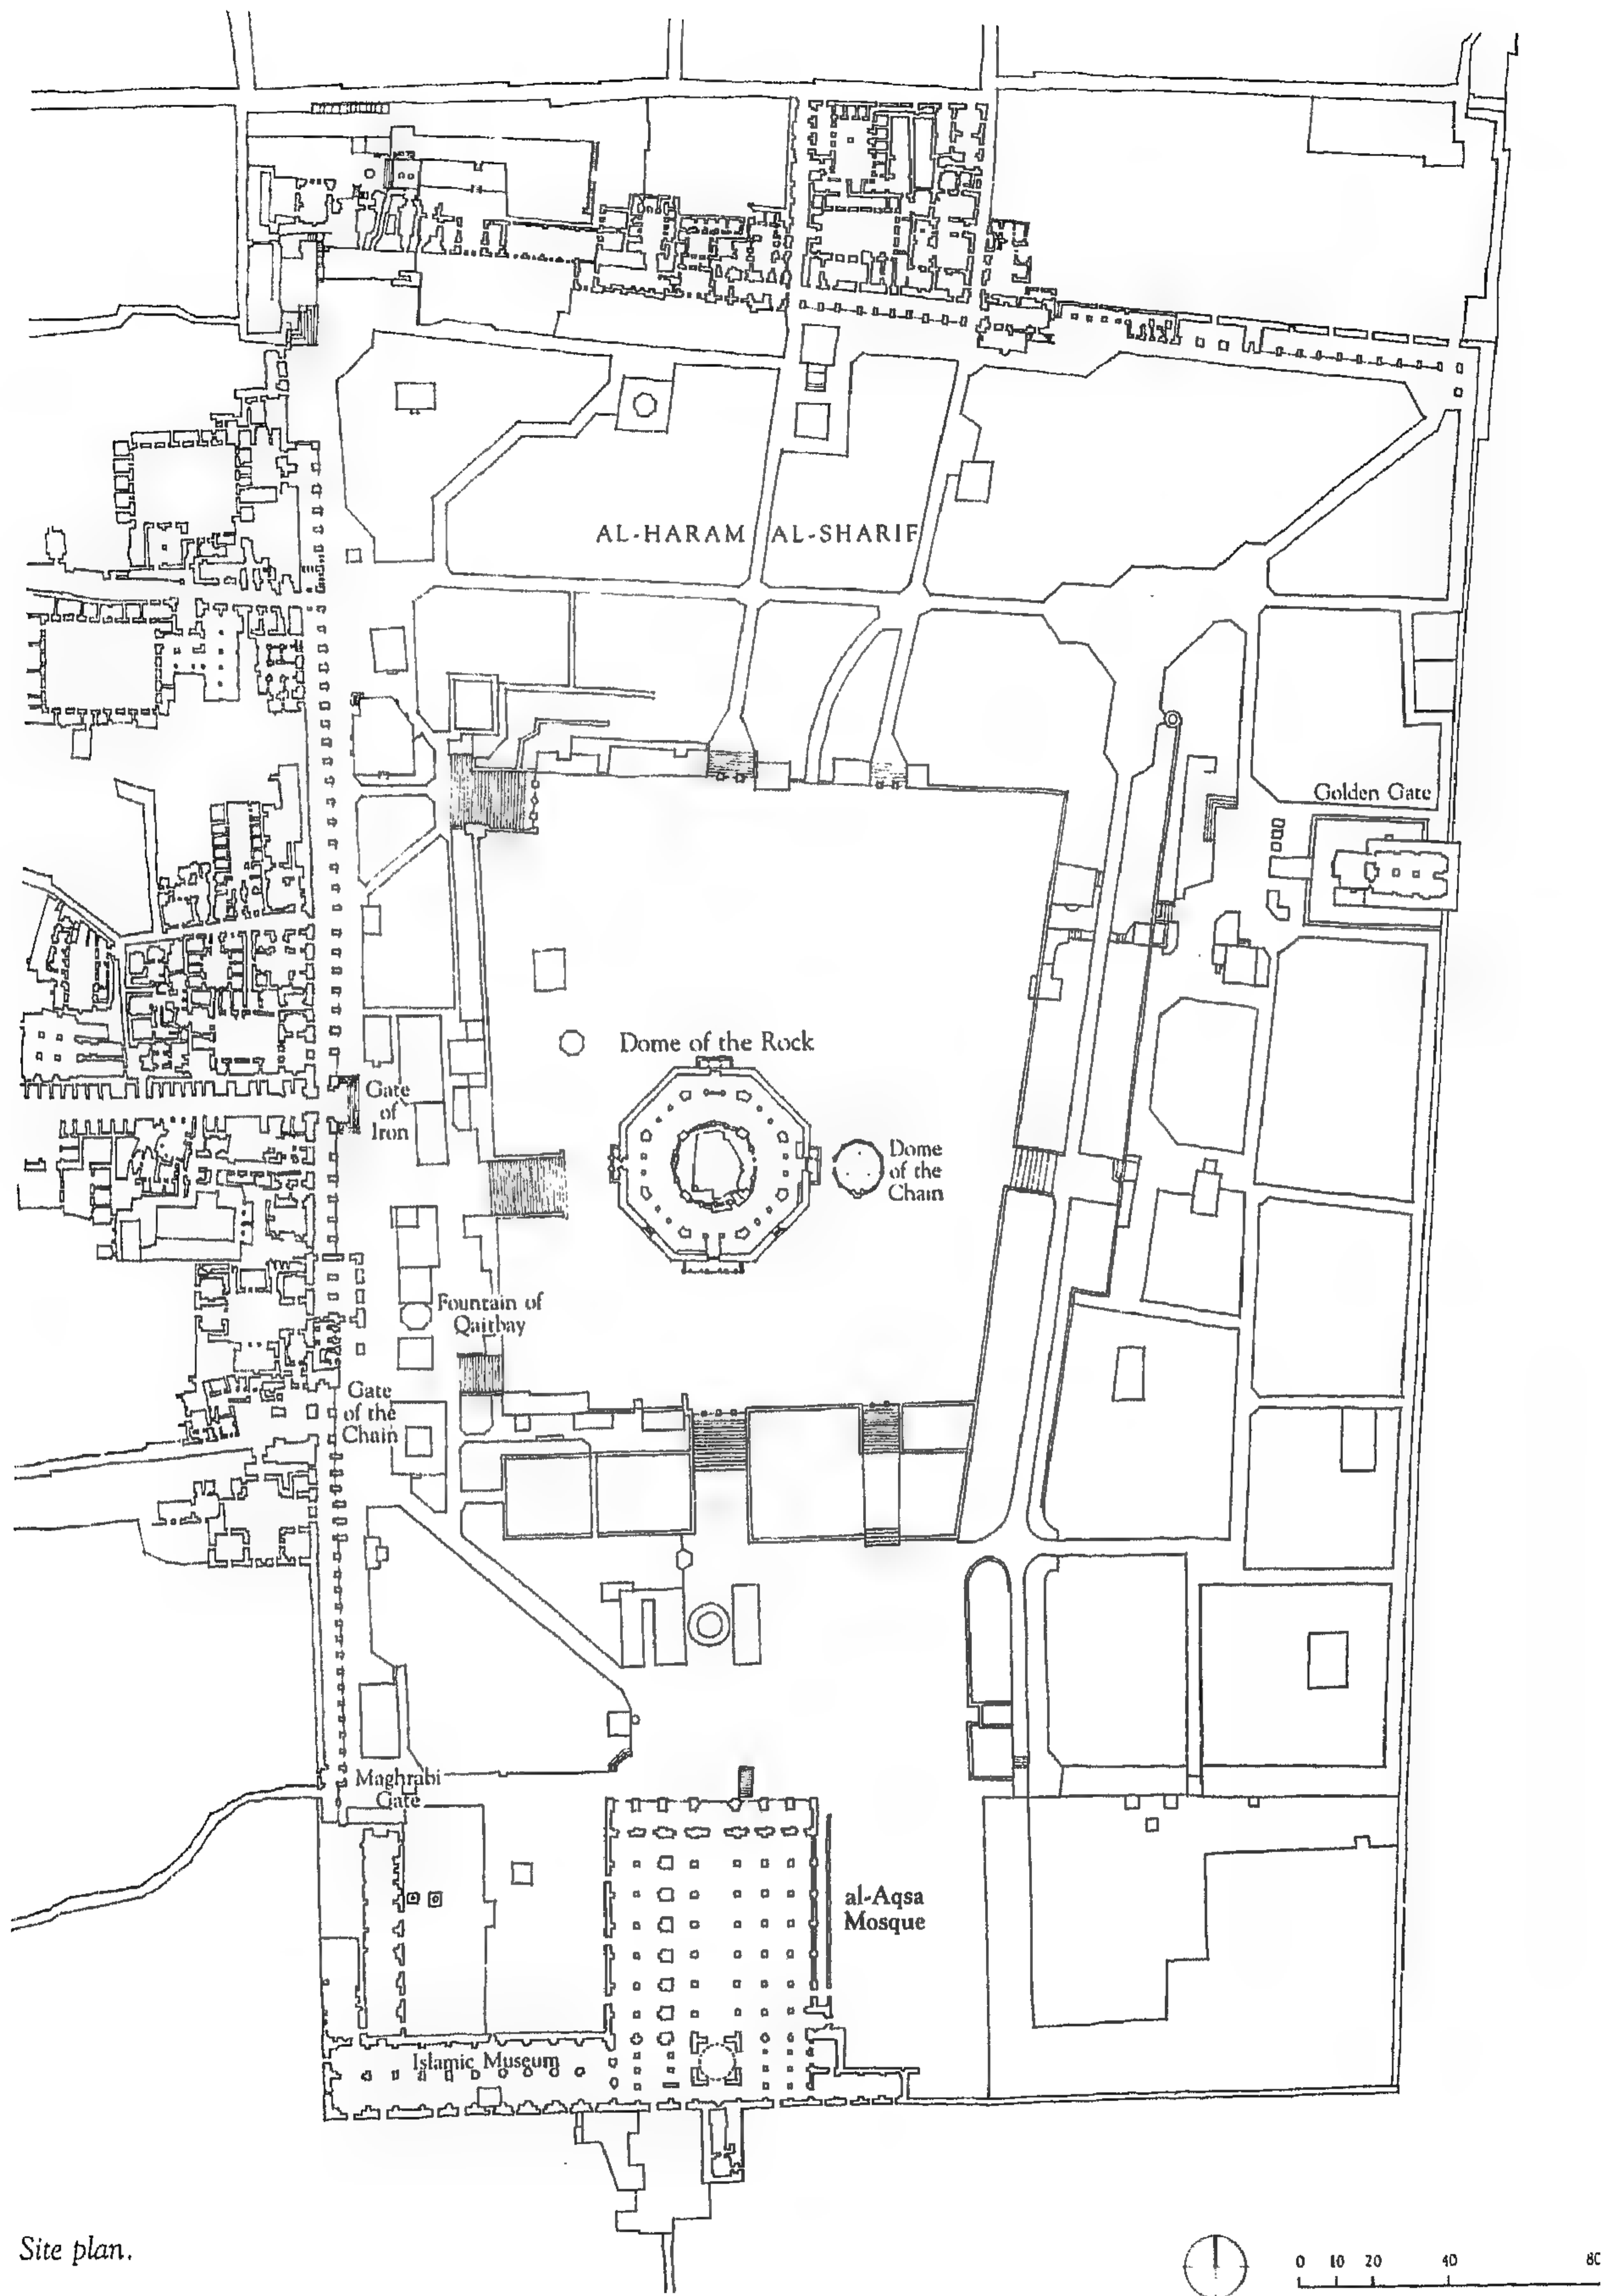 AL-HARAM AL-SHARIF
Golden Gate
Dome of the Rock
Gate
of
Iron
Dome
of the
Chain
Fountain of
Qaitbay
Gate
of the
Chain
Maghrabi
Gate
al-Aqsa
Mosque
Islamic Museum
Site plan.
0 10 20 40 80